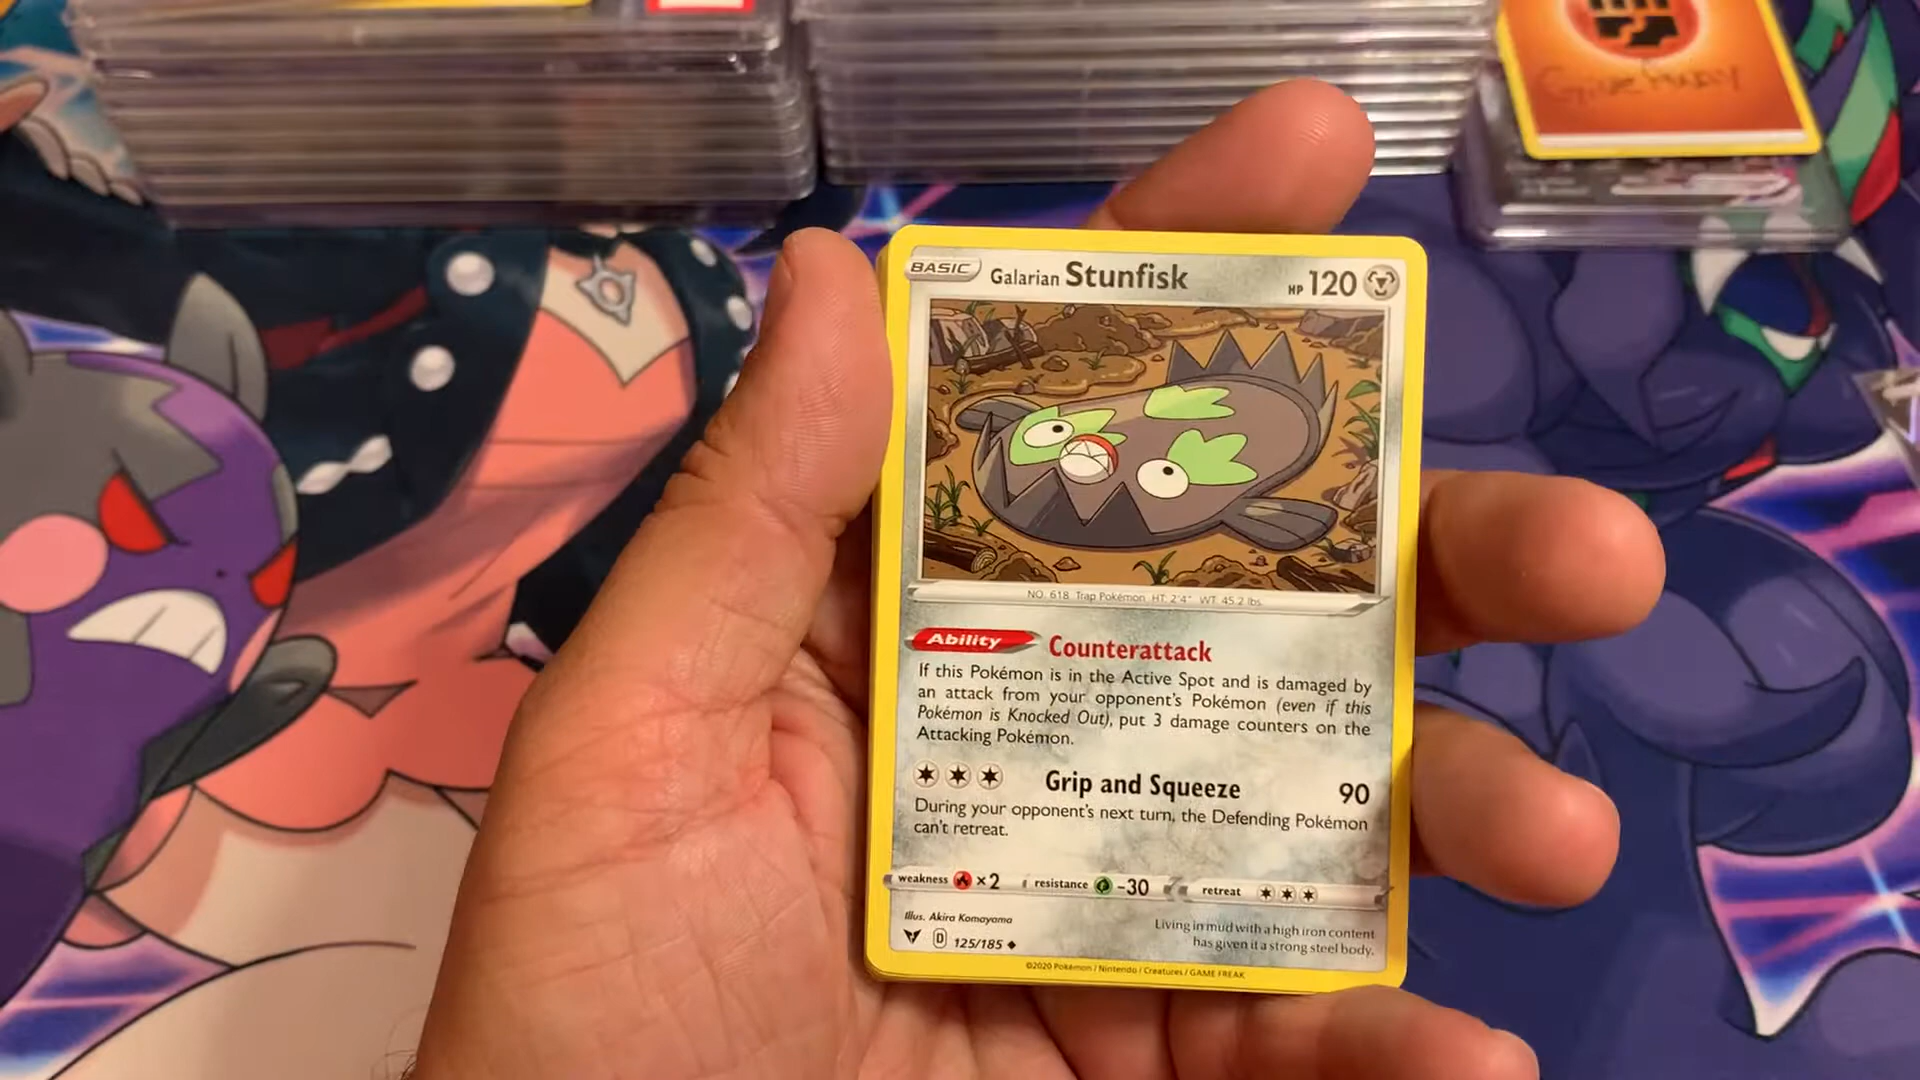 Give Away
BASIC Galarian Stunfisk HP 120
NO. 618 Trap Pokémon HT: 2'4" WT: 45.2 lbs.
Ability Counterattack
If this Pokémon is in the Active Spot and is damaged by
an attack from your opponent's Pokémon (even if this
Pokémon is Knocked Out), put 3 damage counters on the
Attacking Pokémon.
Grip and Squeeze 90
During your opponent's next turn, the Defending Pokémon
can't retreat.
weakness ×2 resistance -30 retreat
Illus. Akira Komayama
Living in mud with a high iron content
has given it a strong steel body.
D 125/185
©2020 Pokémon / Nintendo / Creatures / GAME FREAK